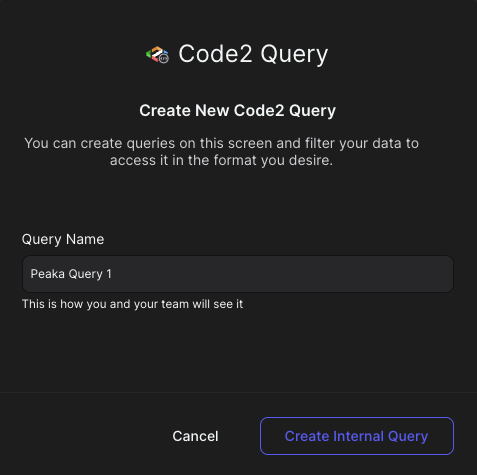 Code2 Query
Create New Code2 Query
You can create queries on this screen and filter your data to
access it in the format you desire.
Query Name
Peaka Query 1
This is how you and your team will see it
Cancel
Create Internal Query